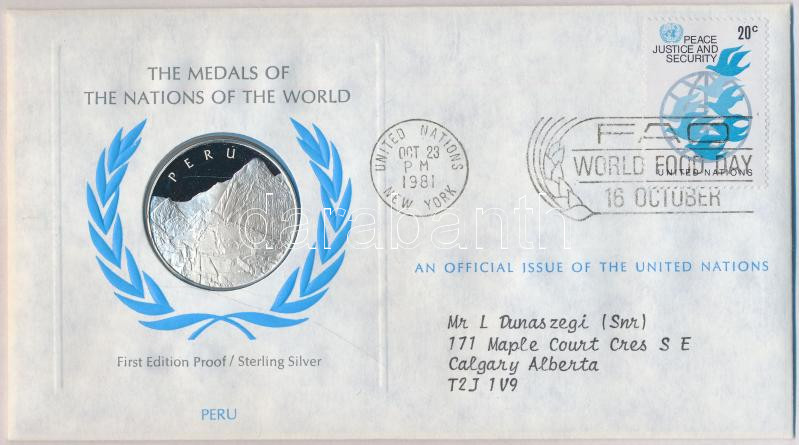 THE MEDALS OF
THE NATIONS OF THE WORLD
PERÚ
First Edition Proof / Sterling Silver
PERU
UNITED NATIONS
OCT 23
P M
1981
NEW YORK
PEACE 20c
JUSTICE AND
SECURITY
UNITED NATIONS
FAO
WORLD FOOD DAY
16 OCTOBER
AN OFFICIAL ISSUE OF THE UNITED NATIONS
Mr L Dunaszegi (Snr)
171 Maple Court Cres S E
Calgary Alberta
T2J 1V9
darabanth